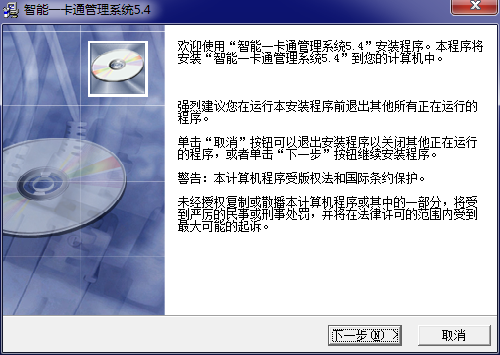 智能一卡通管理系统5.4
欢迎使用“智能一卡通管理系统5.4”安装程序。本程序将
安装“智能一卡通管理系统5.4”到您的计算机中。
强烈建议您在运行本安装程序前退出其他所有正在运行的
程序。
单击“取消”按钮可以退出安装程序以关闭其他正在运行
的程序，或者单击“下一步”按钮继续安装程序。
警告：本计算机程序受版权法和国际条约保护。
未经授权复制或散播本计算机程序或其中的一部分，将受
到严厉的民事或刑事处罚，并将在法律许可的范围内受到
最大可能的起诉。
下一步(N) >
取消